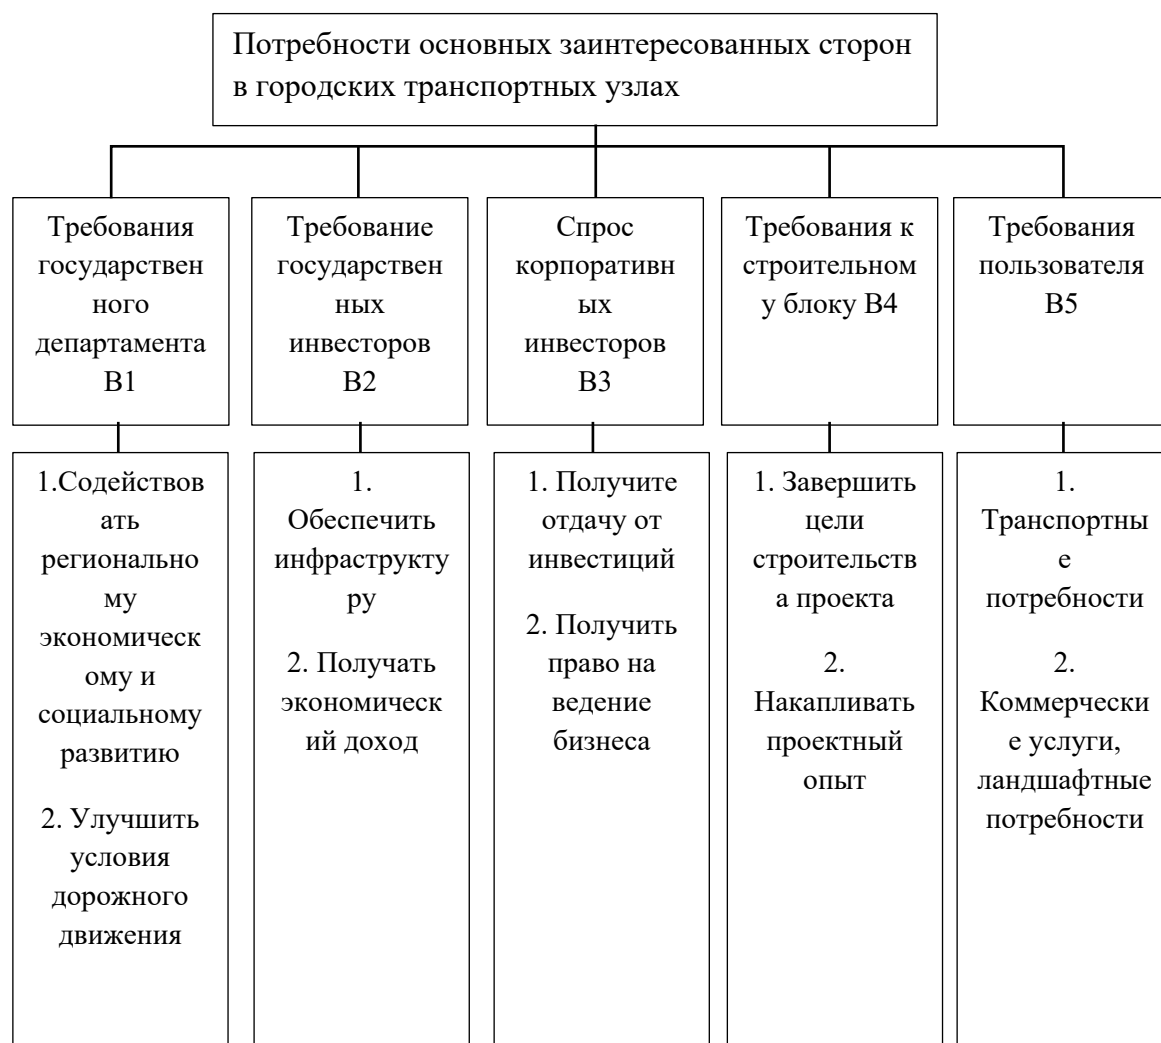 Потребности основных заинтересованных сторон
в городских транспортных узлах
Требования
государствен
ного
департамента
B1
Требование
государствен
ных
инвесторов
B2
Спрос
корпоративн
ых
инвесторов
B3
Требования к
строительном
у блоку B4
Требования
пользователя
B5
1.Содействов
ать
регионально
му
экономическ
ому и
социальному
развитию
2. Улучшить
условия
дорожного
движения
1.
Обеспечить
инфраструкту
ру
2. Получать
экономическ
ий доход
1. Получите
отдачу от
инвестиций
2. Получить
право на
ведение
бизнеса
1. Завершить
цели
строительств
а проекта
2.
Накапливать
проектный
опыт
1.
Транспортны
е
потребности
2.
Коммерчески
е услуги,
ландшафтные
потребности